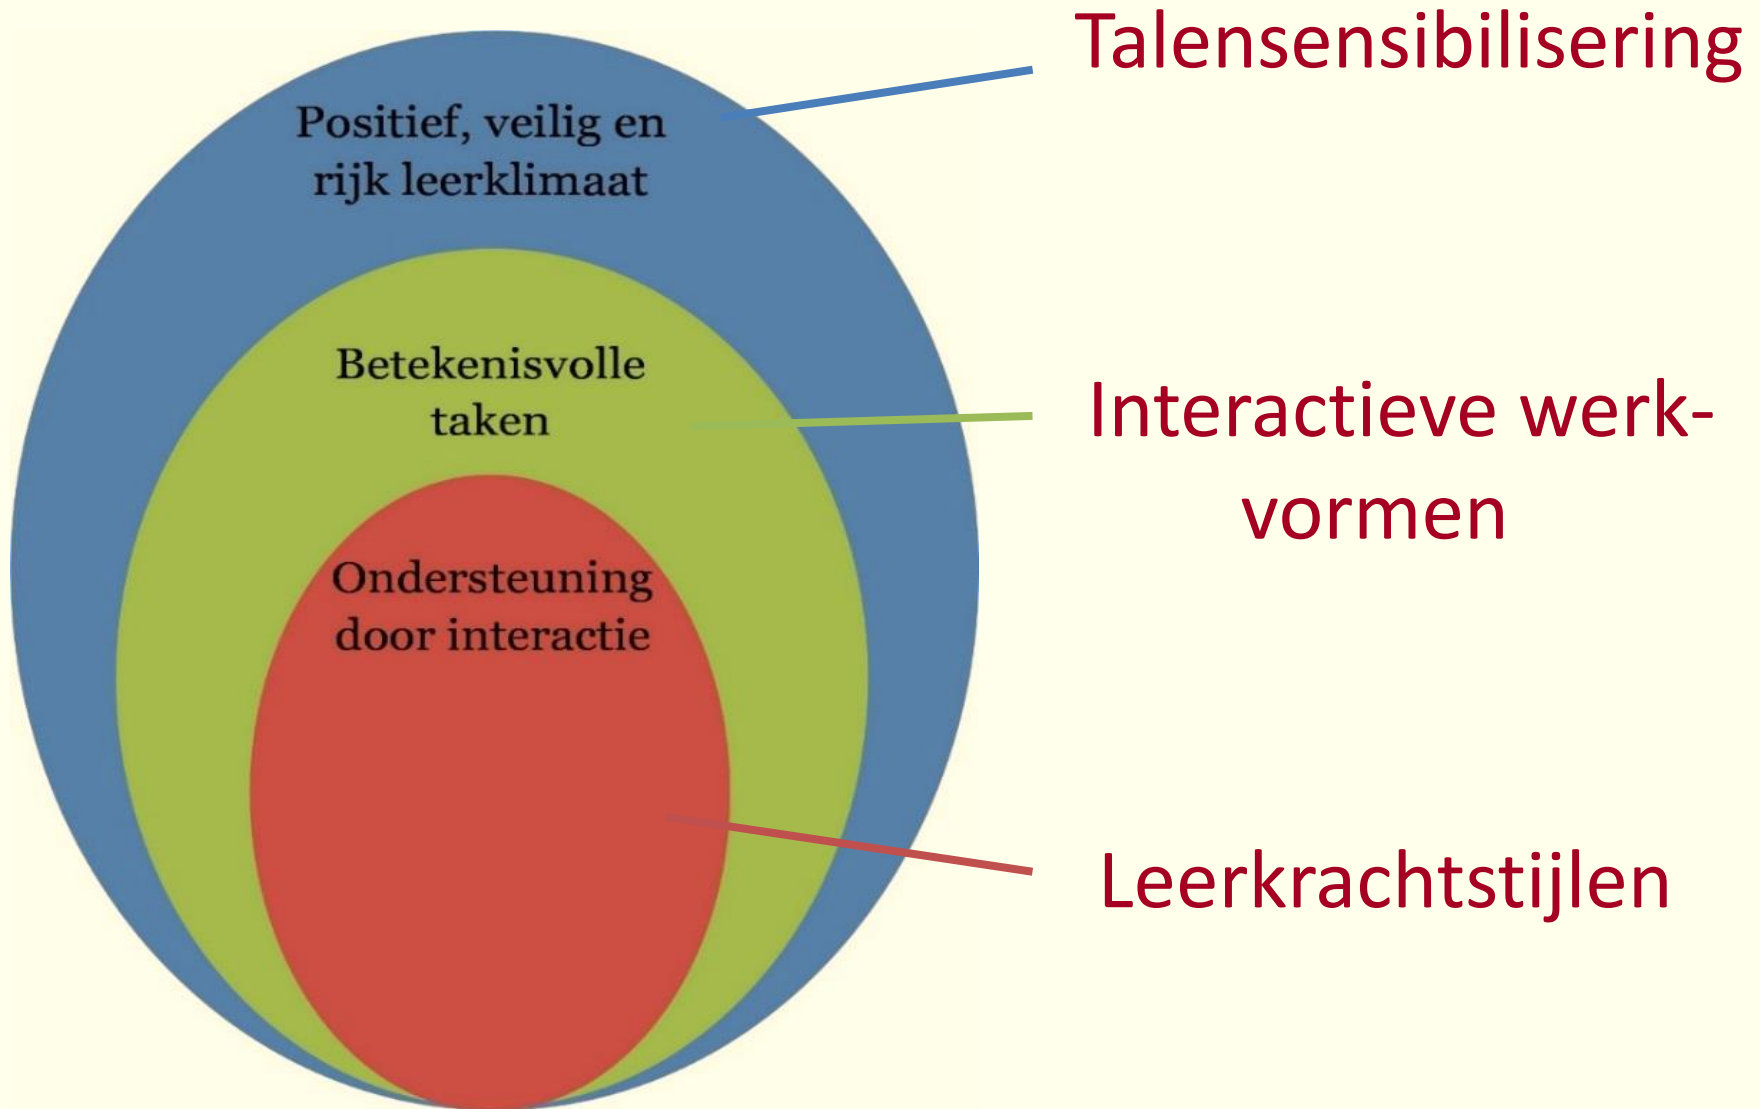 Talensensibilisering
Positief, veilig en
rijk leerklimaat
Betekenisvolle
taken
Interactieve werk-
vormen
Ondersteuning
door interactie
Leerkrachtstijlen